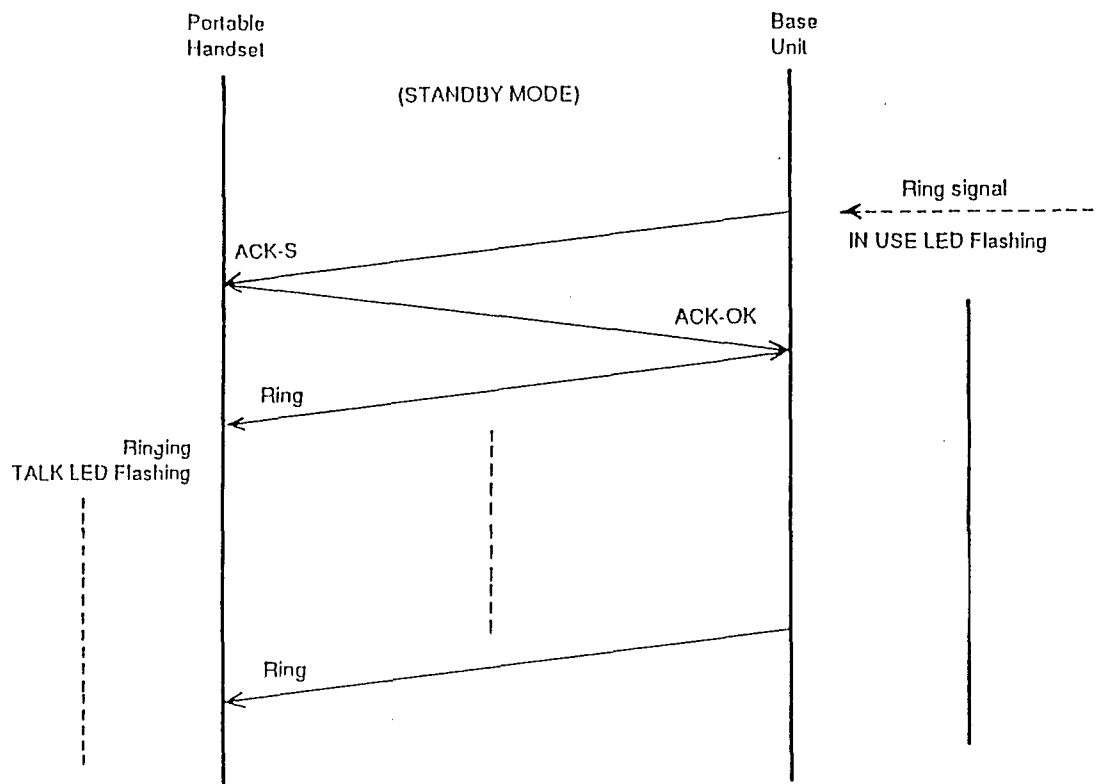 Portable
Handset
Base
Unit
(STANDBY MODE)
Ring signal
IN USE LED Flashing
ACK-S
ACK-OK
Ring
Ringing
TALK LED Flashing
Ring